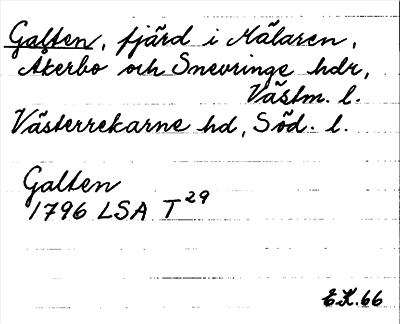 Galten, fjärd i Mälaren,
Åkerbo och Snevringe hdr,
Västm. l.
Västerrekarne hd, Söd. l.
Galten
1796 LSA T29
E.K.66